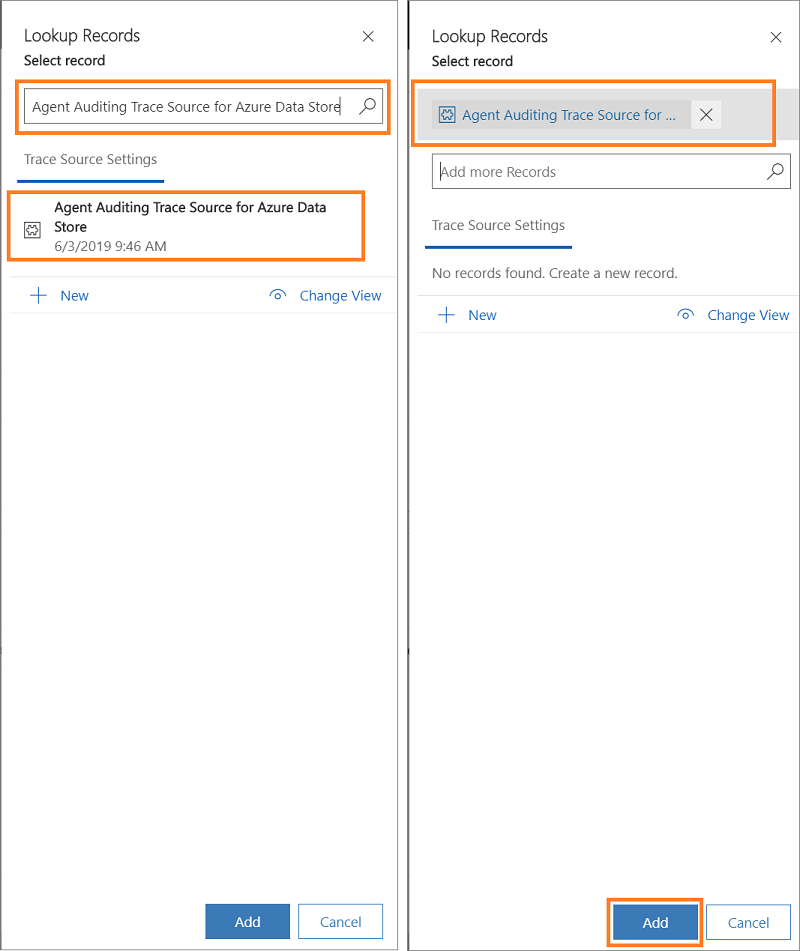 Lookup Records
Select record
Agent Auditing Trace Source for Azure Data Store
Trace Source Settings
Agent Auditing Trace Source for Azure Data
Store
6/3/2019 9:46 AM
New
Change View
Add
Cancel
Lookup Records
Select record
Agent Auditing Trace Source for ...
Add more Records
Trace Source Settings
No records found. Create a new record.
New
Change View
Add
Cancel